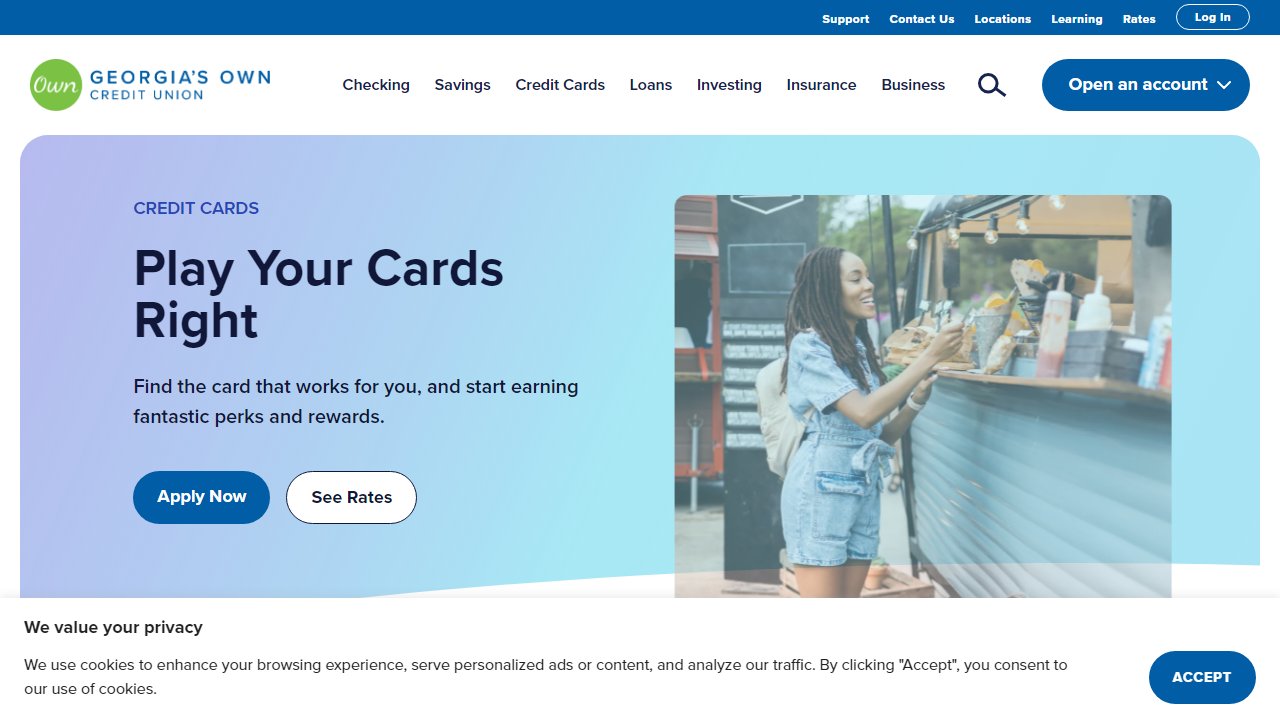 Support Contact Us Locations Learning Rates Log In
Own GEORGIA'S OWN
CREDIT UNION
Checking Savings Credit Cards Loans Investing Insurance Business Open an account
CREDIT CARDS
Play Your Cards
Right
Find the card that works for you, and start earning
fantastic perks and rewards.
Apply Now See Rates
We value your privacy
We use cookies to enhance your browsing experience, serve personalized ads or content, and analyze our traffic. By clicking "Accept", you consent to
our use of cookies.
ACCEPT